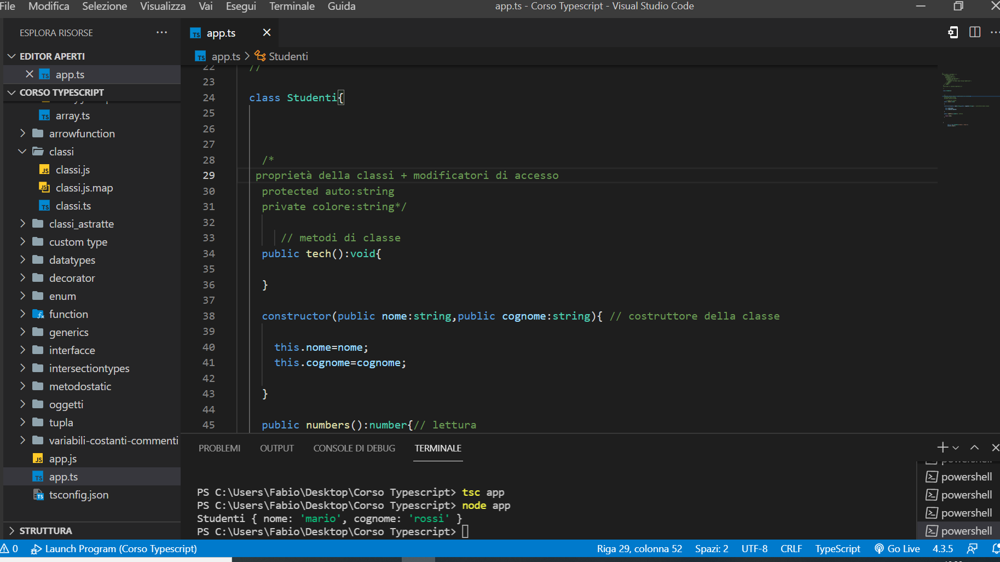 File Modifica Selezione Visualizza Vai Esegui Terminale Guida app.ts - Corso Typescript - Visual Studio Code
ESPLORA RISORSE
EDITOR APERTI
app.ts
CORSO TYPESCRIPT
array.ts
arrowfunction
classi
classi.js
classi.js.map
classi.ts
classi_astratte
custom type
datatypes
decorator
enum
function
generics
interfacce
intersectiontypes
metodostatic
oggetti
tupla
variabili-costanti-commenti
app.js
app.ts
tsconfig.json
STRUTTURA
app.ts
app.ts > Studenti
22 //
23
24 class Studenti{
25
26
27
28 /*
29 proprietà della classi + modificatori di accesso
30 protected auto:string
31 private colore:string*/
32
33 // metodi di classe
34 public tech():void{
35
36 }
37
38 constructor(public nome:string,public cognome:string){ // costruttore della classe
39
40 this.nome=nome;
41 this.cognome=cognome;
42
43 }
44
45 public numbers():number{// lettura
PROBLEMI OUTPUT CONSOLE DI DEBUG TERMINALE
PS C:\Users\Fabio\Desktop\Corso Typescript> tsc app
PS C:\Users\Fabio\Desktop\Corso Typescript> node app
Studenti { nome: 'mario', cognome: 'rossi' }
PS C:\Users\Fabio\Desktop\Corso Typescript>
powershell
powershell
powershell
powershell
powershell
0 Launch Program (Corso Typescript) Riga 29, colonna 52 Spazi: 2 UTF-8 CRLF TypeScript Go Live 4.3.5